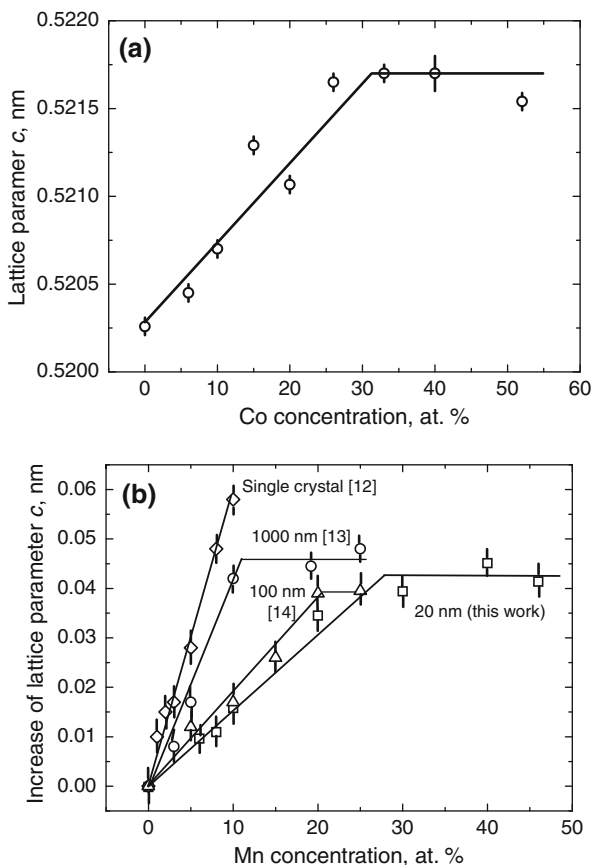 (a)
0.5220
0.5215
0.5210
0.5205
0.5200
Lattice paramer c, nm
0 10 20 30 40 50 60
Co concentration, at. %
(b)
0.06
0.05
0.04
0.03
0.02
0.01
0.00
Increase of lattice parameter c, nm
Single crystal [12]
1000 nm [13]
100 nm
[14]
20 nm (this work)
0 10 20 30 40 50
Mn concentration, at. %